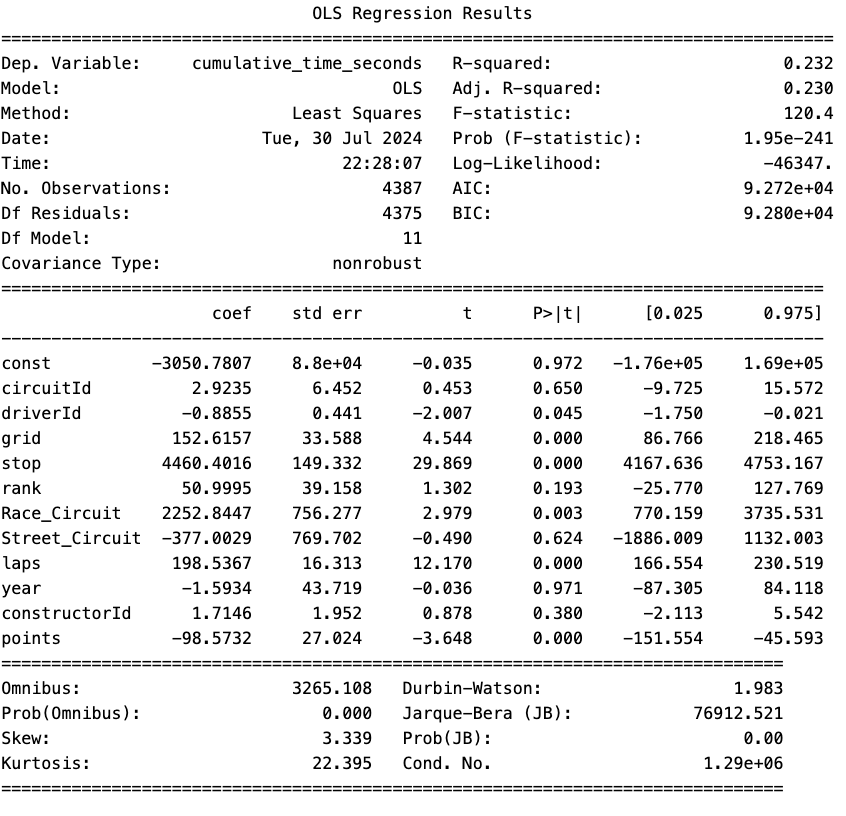 OLS Regression Results
==============================================================================
Dep. Variable:     cumulative_time_seconds   R-squared:                       0.232
Model:                                 OLS   Adj. R-squared:                  0.230
Method:                      Least Squares   F-statistic:                     120.4
Date:                     Tue, 30 Jul 2024   Prob (F-statistic):          1.95e-241
Time:                             22:28:07   Log-Likelihood:                -46347.
No. Observations:                     4387   AIC:                         9.272e+04
Df Residuals:                         4375   BIC:                         9.280e+04
Df Model:                               11
Covariance Type:                 nonrobust
==============================================================================
                     coef    std err          t      P>|t|      [0.025      0.975]
------------------------------------------------------------------------------
const          -3050.7807    8.8e+04     -0.035      0.972   -1.76e+05    1.69e+05
circuitId          2.9235      6.452      0.453      0.650      -9.725      15.572
driverId          -0.8855      0.441     -2.007      0.045      -1.750      -0.021
grid             152.6157     33.588      4.544      0.000      86.766     218.465
stop            4460.4016    149.332     29.869      0.000    4167.636    4753.167
rank              50.9995     39.158      1.302      0.193     -25.770     127.769
Race_Circuit    2252.8447    756.277      2.979      0.003     770.159    3735.531
Street_Circuit  -377.0029    769.702     -0.490      0.624   -1886.009    1132.003
laps             198.5367     16.313     12.170      0.000     166.554     230.519
year              -1.5934     43.719     -0.036      0.971     -87.305      84.118
constructorId      1.7146      1.952      0.878      0.380      -2.113       5.542
points           -98.5732     27.024     -3.648      0.000    -151.554     -45.593
==============================================================================
Omnibus:                     3265.108   Durbin-Watson:                   1.983
Prob(Omnibus):                  0.000   Jarque-Bera (JB):            76912.521
Skew:                           3.339   Prob(JB):                         0.00
Kurtosis:                      22.395   Cond. No.                     1.29e+06
==============================================================================